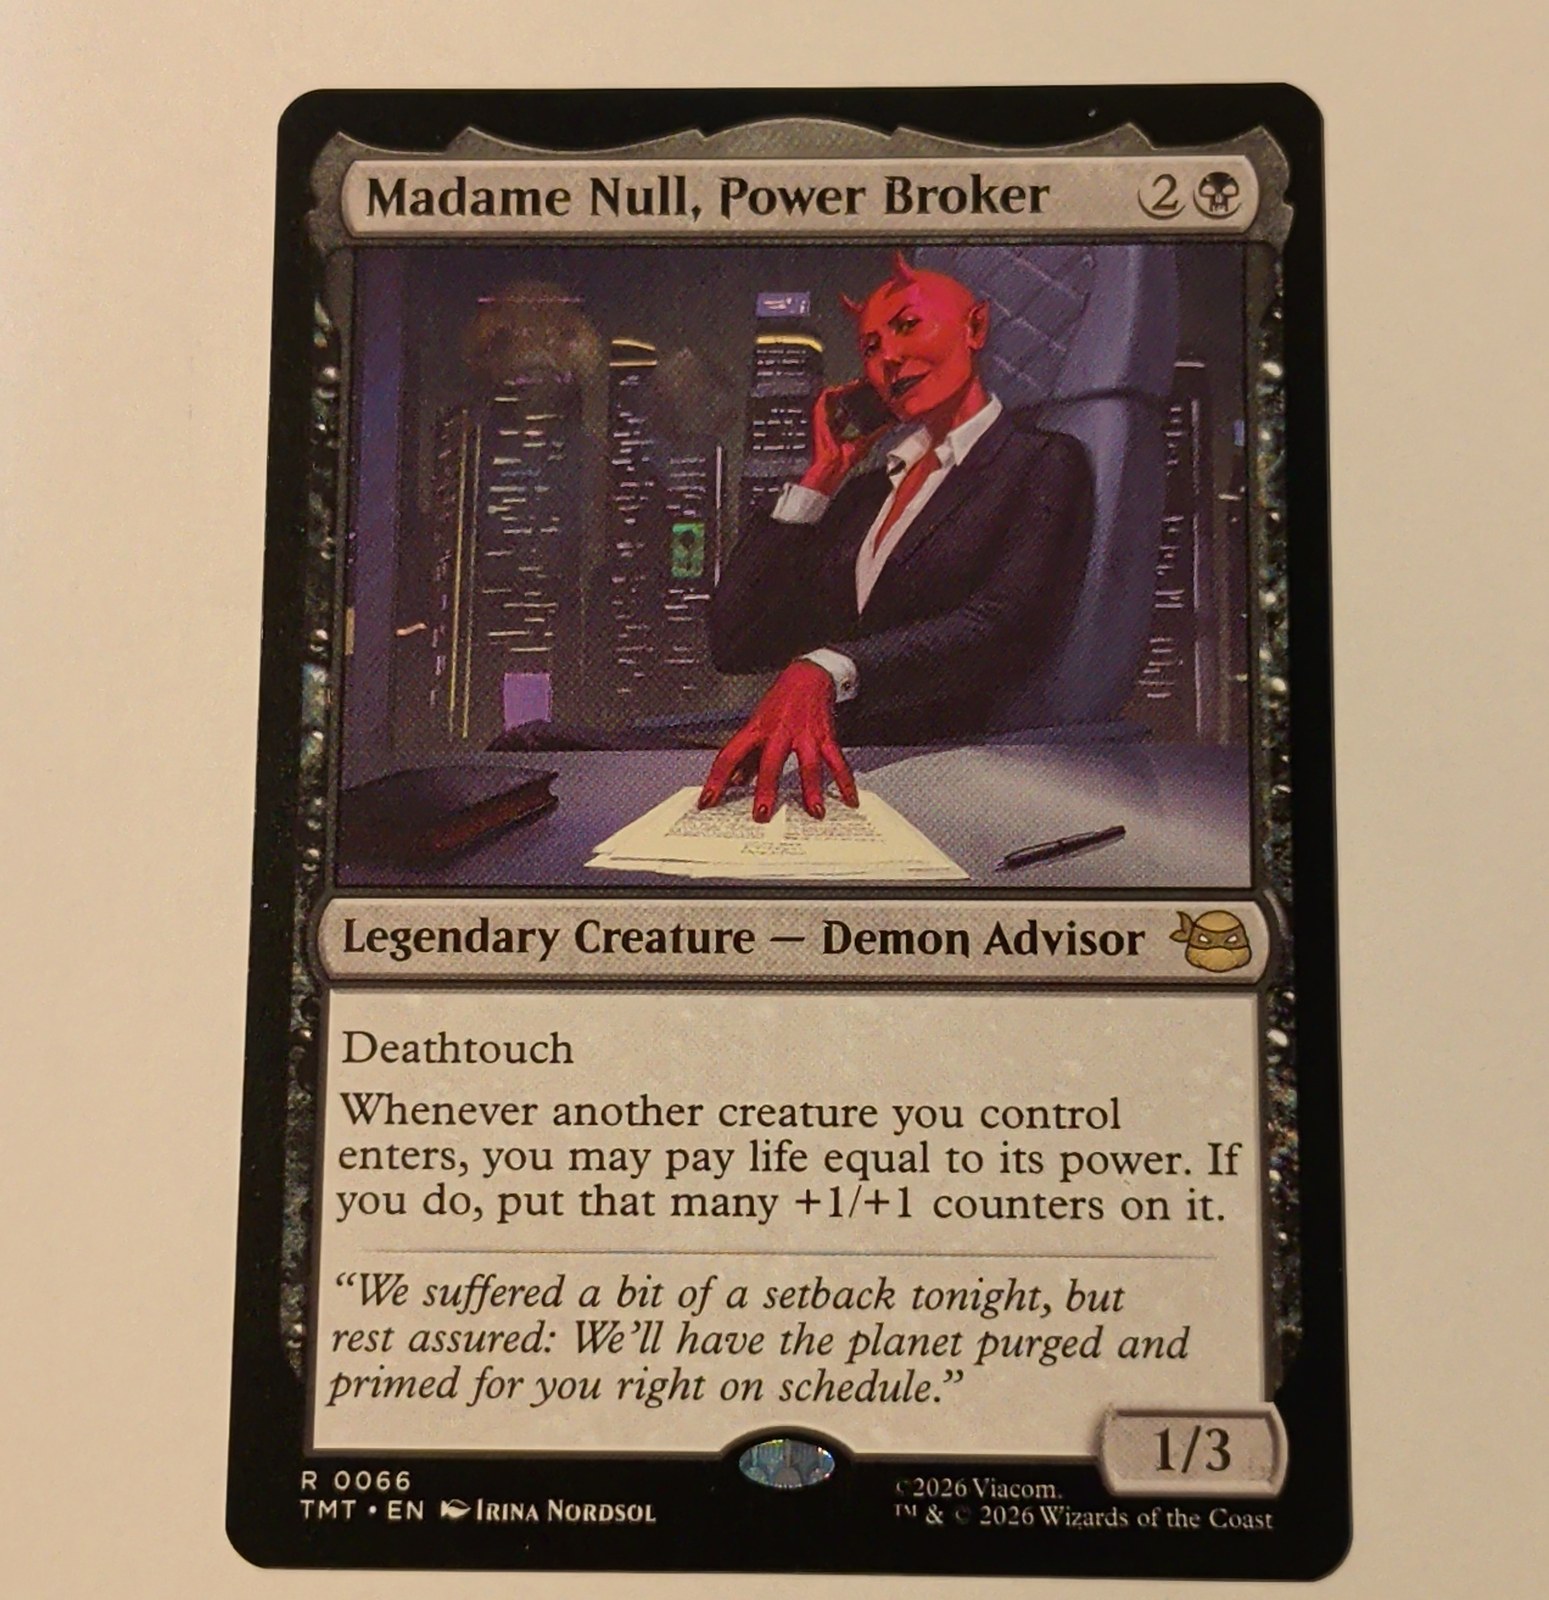 Madame Null, Power Broker 2
Legendary Creature — Demon Advisor
Deathtouch
Whenever another creature you control
enters, you may pay life equal to its power. If
you do, put that many +1/+1 counters on it.
“We suffered a bit of a setback tonight, but
rest assured: We’ll have the planet purged and
primed for you right on schedule.”
1/3
R 0066
TMT • EN IRINA NORDSOL
©2026 Viacom.
™ & © 2026 Wizards of the Coast